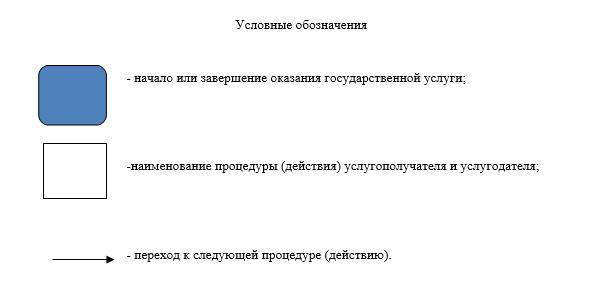 Условные обозначения
- начало или завершение оказания государственной услуги;
-наименование процедуры (действия) услугополучателя и услугодателя;
- переход к следующей процедуре (действию).